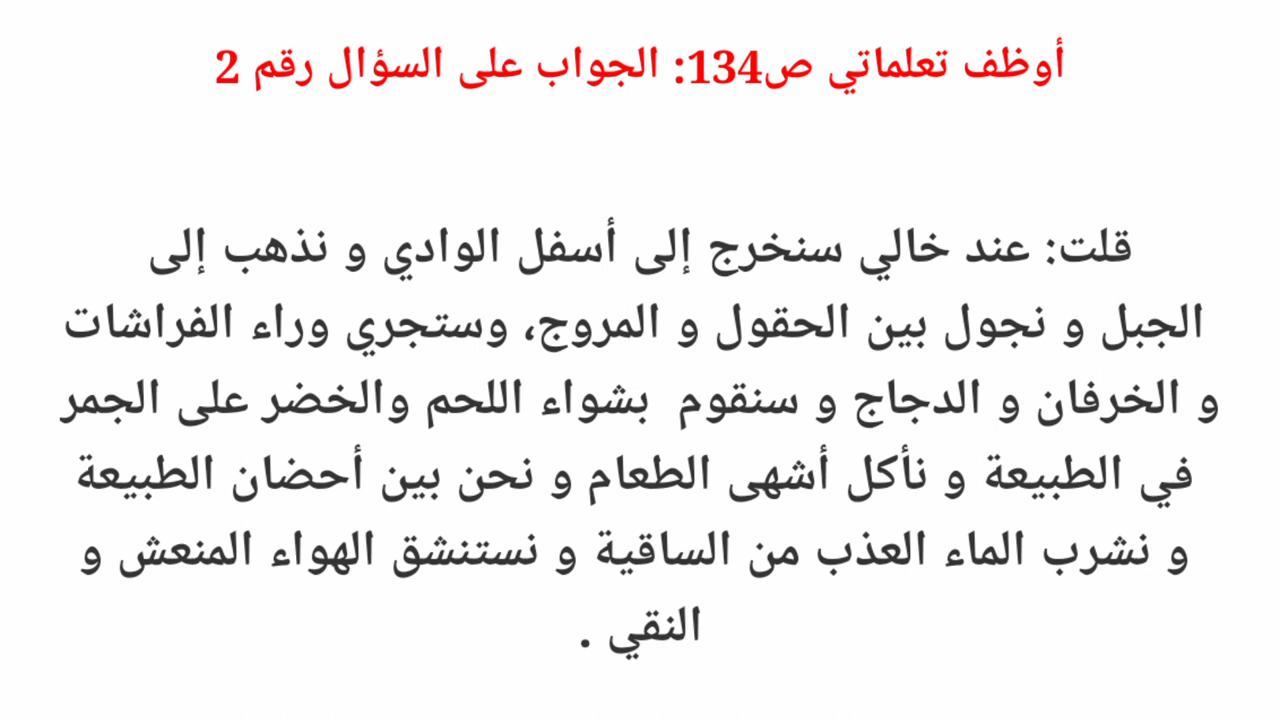 أوظف تعلماتي ص134: الجواب على السؤال رقم 2
قلت: عند خالي سنخرج إلى أسفل الوادي و نذهب إلى
الجبل و نجول بين الحقول و المروج، وستجري وراء الفراشات
و الخرفان و الدجاج و سنقوم  بشواء اللحم والخضر على الجمر
في الطبيعة و نأكل أشهى الطعام و نحن بين أحضان الطبيعة
و نشرب الماء العذب من الساقية و نستنشق الهواء المنعش و
النقي .